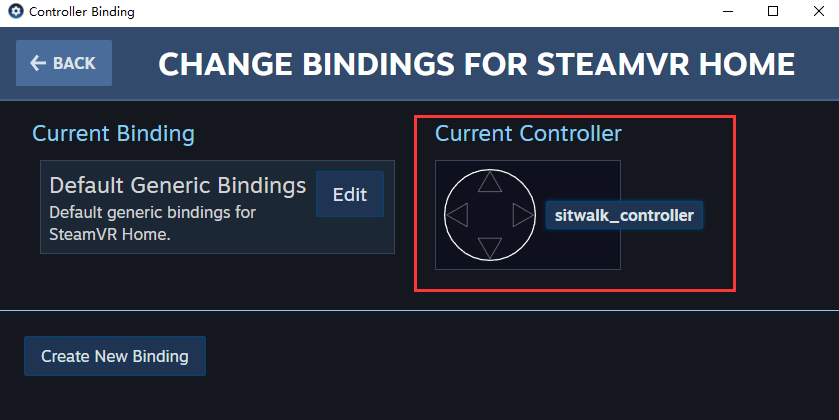 Controller Binding
BACK
CHANGE BINDINGS FOR STEAMVR HOME
Current Binding
Default Generic Bindings
Default generic bindings for
SteamVR Home.
Edit
Current Controller
sitwalk_controller
Create New Binding